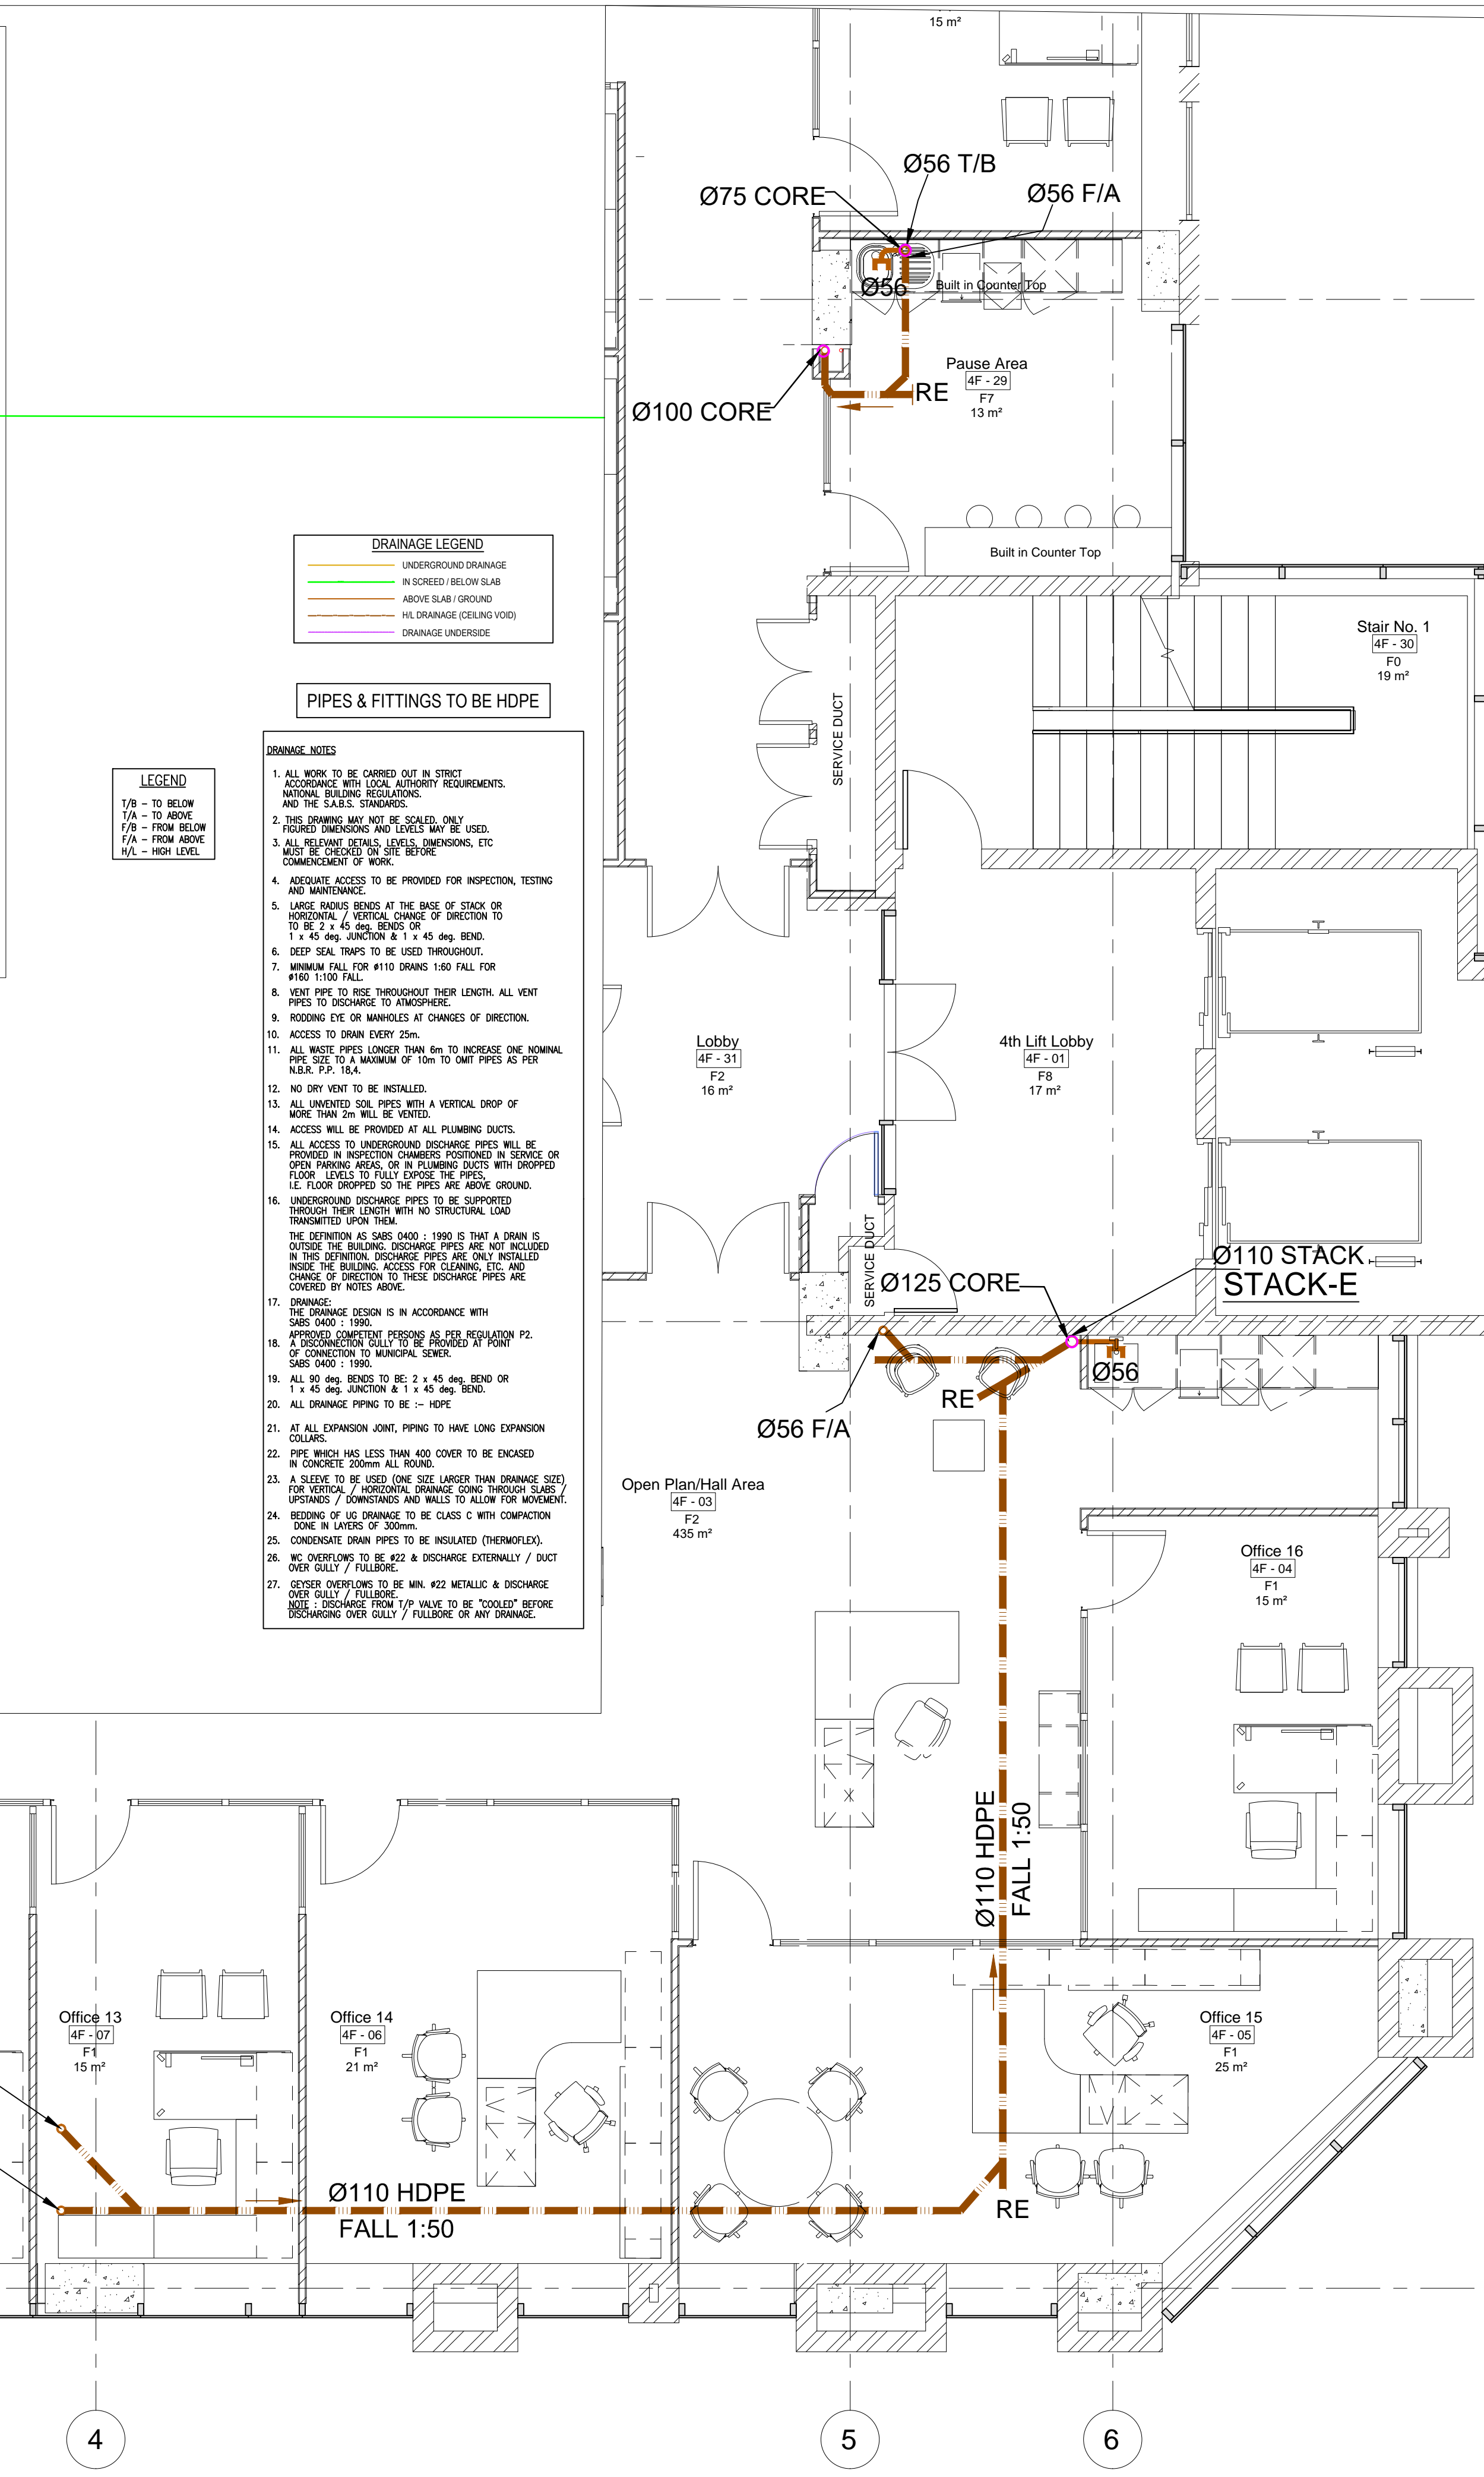 15 m²
Ø56 T/B
Ø75 CORE
Ø56 F/A
Ø56
Built in Counter Top
Pause Area
4F - 29
F7
13 m²
RE
Ø100 CORE
Built in Counter Top
DRAINAGE LEGEND
UNDERGROUND DRAINAGE
IN SCREED / BELOW SLAB
ABOVE SLAB / GROUND
H/L DRAINAGE (CEILING VOID)
DRAINAGE UNDERSIDE
Stair No. 1
4F - 30
F0
19 m²
PIPES & FITTINGS TO BE HDPE
SERVICE DUCT
LEGEND
T/B – TO BELOW
T/A – TO ABOVE
F/B – FROM BELOW
F/A – FROM ABOVE
H/L – HIGH LEVEL
DRAINAGE NOTES
1. ALL WORK TO BE CARRIED OUT IN STRICT
ACCORDANCE WITH LOCAL AUTHORITY REQUIREMENTS.
NATIONAL BUILDING REGULATIONS.
AND THE S.A.B.S. STANDARDS.
2. THIS DRAWING MAY NOT BE SCALED. ONLY
FIGURED DIMENSIONS AND LEVELS MAY BE USED.
3. ALL RELEVANT DETAILS, LEVELS, DIMENSIONS, ETC
MUST BE CHECKED ON SITE BEFORE
COMMENCEMENT OF WORK.
4. ADEQUATE ACCESS TO BE PROVIDED FOR INSPECTION, TESTING
AND MAINTENANCE.
5. LARGE RADIUS BENDS AT THE BASE OF STACK OR
HORIZONTAL / VERTICAL CHANGE OF DIRECTION TO
TO BE 2 x 45 deg. BENDS OR
1 x 45 deg. JUNCTION & 1 x 45 deg. BEND.
6. DEEP SEAL TRAPS TO BE USED THROUGHOUT.
7. MINIMUM FALL FOR ø110 DRAINS 1:60 FALL FOR
ø160 1:100 FALL.
8. VENT PIPE TO RISE THROUGHOUT THEIR LENGTH. ALL VENT
PIPES TO DISCHARGE TO ATMOSPHERE.
9. RODDING EYE OR MANHOLES AT CHANGES OF DIRECTION.
10. ACCESS TO DRAIN EVERY 25m.
11. ALL WASTE PIPES LONGER THAN 6m TO INCREASE ONE NOMINAL
PIPE SIZE TO A MAXIMUM OF 10m TO OMIT PIPES AS PER
N.B.R. P.P. 18,4.
12. NO DRY VENT TO BE INSTALLED.
13. ALL UNVENTED SOIL PIPES WITH A VERTICAL DROP OF
MORE THAN 2m WILL BE VENTED.
14. ACCESS WILL BE PROVIDED AT ALL PLUMBING DUCTS.
15. ALL ACCESS TO UNDERGROUND DISCHARGE PIPES WILL BE
PROVIDED IN INSPECTION CHAMBERS POSITIONED IN SERVICE OR
OPEN PARKING AREAS, OR IN PLUMBING DUCTS WITH DROPPED
FLOOR LEVELS TO FULLY EXPOSE THE PIPES,
I.E. FLOOR DROPPED SO THE PIPES ARE ABOVE GROUND.
16. UNDERGROUND DISCHARGE PIPES TO BE SUPPORTED
THROUGH THEIR LENGTH WITH NO STRUCTURAL LOAD
TRANSMITTED UPON THEM.
THE DEFINITION AS SABS 0400 : 1990 IS THAT A DRAIN IS
OUTSIDE THE BUILDING. DISCHARGE PIPES ARE NOT INCLUDED
IN THIS DEFINITION. DISCHARGE PIPES ARE ONLY INSTALLED
INSIDE THE BUILDING. ACCESS FOR CLEANING, ETC. AND
CHANGE OF DIRECTION TO THESE DISCHARGE PIPES ARE
COVERED BY NOTES ABOVE.
17. DRAINAGE:
THE DRAINAGE DESIGN IS IN ACCORDANCE WITH
SABS 0400 : 1990.
APPROVED COMPETENT PERSONS AS PER REGULATION P2.
18. A DISCONNECTION GULLY TO BE PROVIDED AT POINT
OF CONNECTION TO MUNICIPAL SEWER.
SABS 0400 : 1990.
19. ALL 90 deg. BENDS TO BE: 2 x 45 deg. BEND OR
1 x 45 deg. JUNCTION & 1 x 45 deg. BEND.
20. ALL DRAINAGE PIPING TO BE :– HDPE
21. AT ALL EXPANSION JOINT, PIPING TO HAVE LONG EXPANSION
COLLARS.
22. PIPE WHICH HAS LESS THAN 400 COVER TO BE ENCASED
IN CONCRETE 200mm ALL ROUND.
23. A SLEEVE TO BE USED (ONE SIZE LARGER THAN DRAINAGE SIZE)
FOR VERTICAL / HORIZONTAL DRAINAGE GOING THROUGH SLABS /
UPSTANDS / DOWNSTANDS AND WALLS TO ALLOW FOR MOVEMENT.
24. BEDDING OF UG DRAINAGE TO BE CLASS C WITH COMPACTION
DONE IN LAYERS OF 300mm.
25. CONDENSATE DRAIN PIPES TO BE INSULATED (THERMOFLEX).
26. WC OVERFLOWS TO BE ø22 & DISCHARGE EXTERNALLY / DUCT
OVER GULLY / FULLBORE.
27. GEYSER OVERFLOWS TO BE MIN. ø22 METALLIC & DISCHARGE
OVER GULLY / FULLBORE.
NOTE : DISCHARGE FROM T/P VALVE TO BE "COOLED" BEFORE
DISCHARGING OVER GULLY / FULLBORE OR ANY DRAINAGE.
Lobby
4F - 31
F2
16 m²
4th Lift Lobby
4F - 01
F8
17 m²
SERVICE DUCT
Ø110 STACK
STACK-E
Ø125 CORE
Ø56
RE
Ø56 F/A
Open Plan/Hall Area
4F - 03
F2
435 m²
Office 16
4F - 04
F1
15 m²
Ø110 HDPE
FALL 1:50
Office 13
4F - 07
F1
15 m²
Office 14
4F - 06
F1
21 m²
Office 15
4F - 05
F1
25 m²
Ø110 HDPE
FALL 1:50
RE
4
5
6